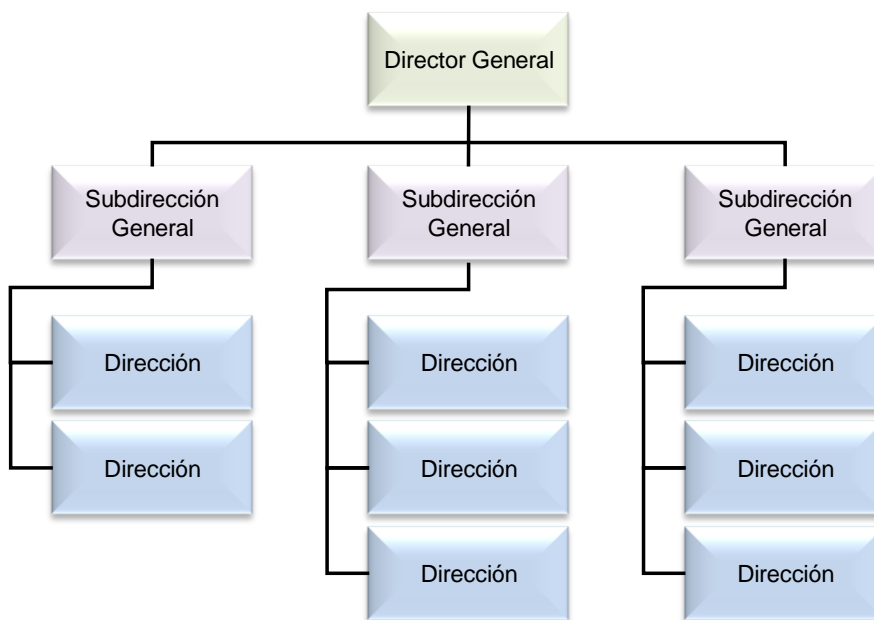 Director General
Subdirección
General
Subdirección
General
Subdirección
General
Dirección
Dirección
Dirección
Dirección
Dirección
Dirección
Dirección
Dirección